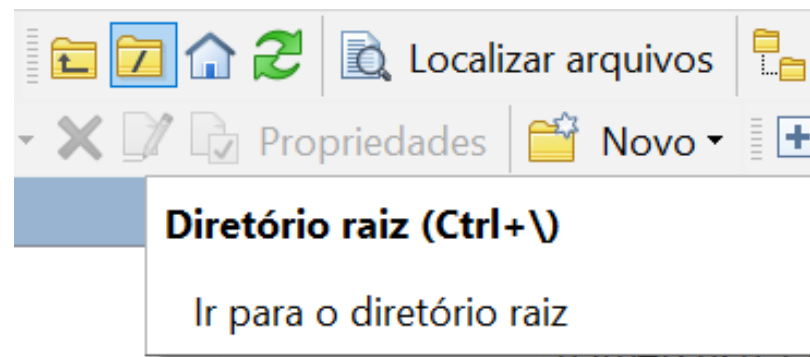 Localizar arquivos
Propriedades Novo
Diretório raiz (Ctrl+\)
Ir para o diretório raiz